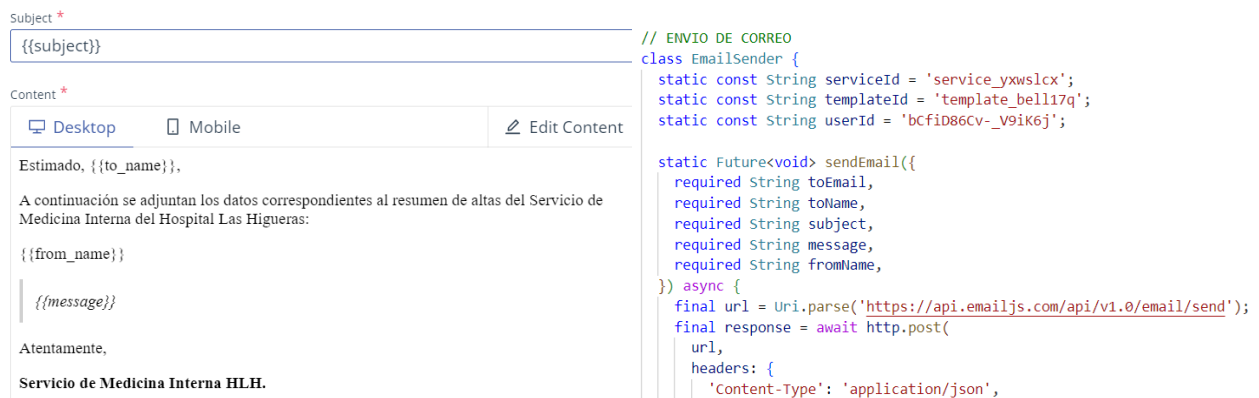 Subject *
{{subject}}
Content *
Desktop
Mobile
Edit Content
Estimado, {{to_name}},
A continuación se adjuntan los datos correspondientes al resumen de altas del Servicio de
Medicina Interna del Hospital Las Higueras:
{{from_name}}
{{message}}
Atentamente,
Servicio de Medicina Interna HLH.
// ENVIO DE CORREO
class EmailSender {
static const String serviceId = 'service_yxwslcx';
static const String templateId = 'template_bell17q';
static const String userId = 'bCfiD86Cv-_V9iK6j';
static Future<void> sendEmail({
required String toEmail,
required String toName,
required String subject,
required String message,
required String fromName,
}) async {
final url = Uri.parse('https://api.emailjs.com/api/v1.0/email/send');
final response = await http.post(
url,
headers: {
'Content-Type': 'application/json',